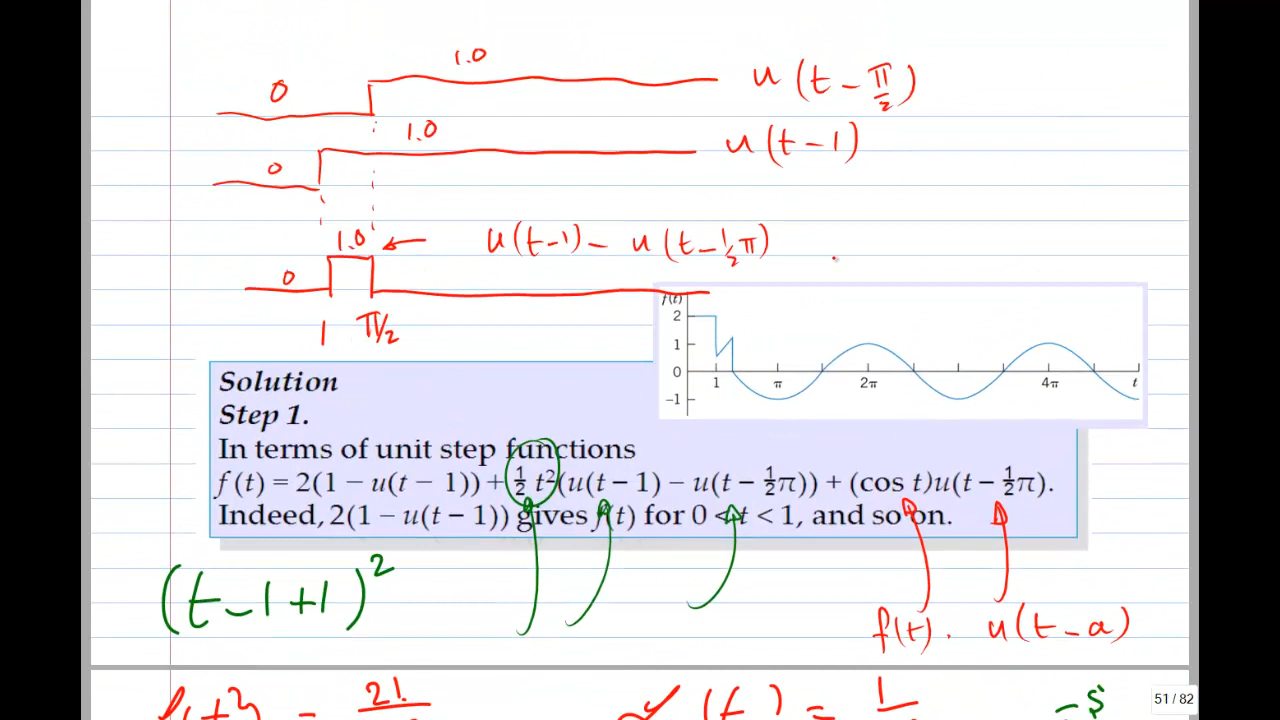 1.0
0
u(t - π/2)
1.0
u(t - 1)
0
1.0 ← u(t-1) - u(t - ½π)
0
1 π/2
f(t)
2
1
0
-1
1 π 2π 4π t
Solution
Step 1.
In terms of unit step functions
f(t) = 2(1 − u(t − 1)) + ½ t²(u(t − 1) − u(t − ½π)) + (cos t)u(t − ½π).
Indeed, 2(1 − u(t − 1)) gives f(t) for 0 < t < 1, and so on.
(t - 1 + 1)²
f(t) . u(t - a)
2!
(t) = 1
-s
51 / 82